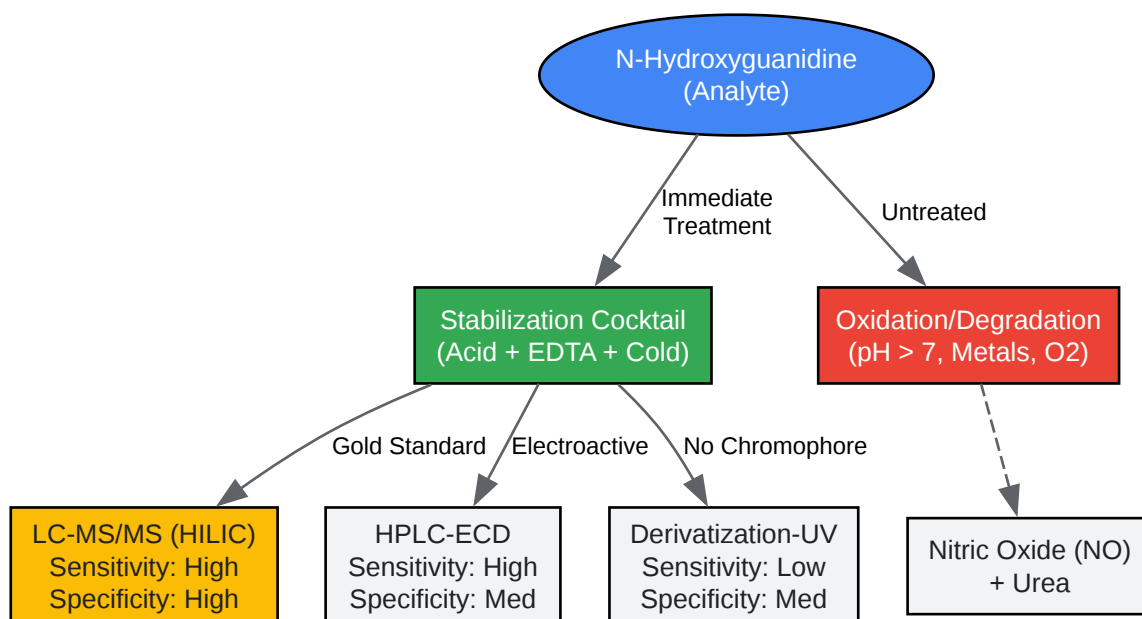 N-Hydroxyguanidine
(Analyte)
Immediate
Treatment
Untreated
Stabilization Cocktail
(Acid + EDTA + Cold)
Oxidation/Degradation
(pH > 7, Metals, O2)
Gold Standard
Electroactive
No Chromophore
LC-MS/MS (HILIC)
Sensitivity: High
Specificity: High
HPLC-ECD
Sensitivity: High
Specificity: Med
Derivatization-UV
Sensitivity: Low
Specificity: Med
Nitric Oxide (NO)
+ Urea